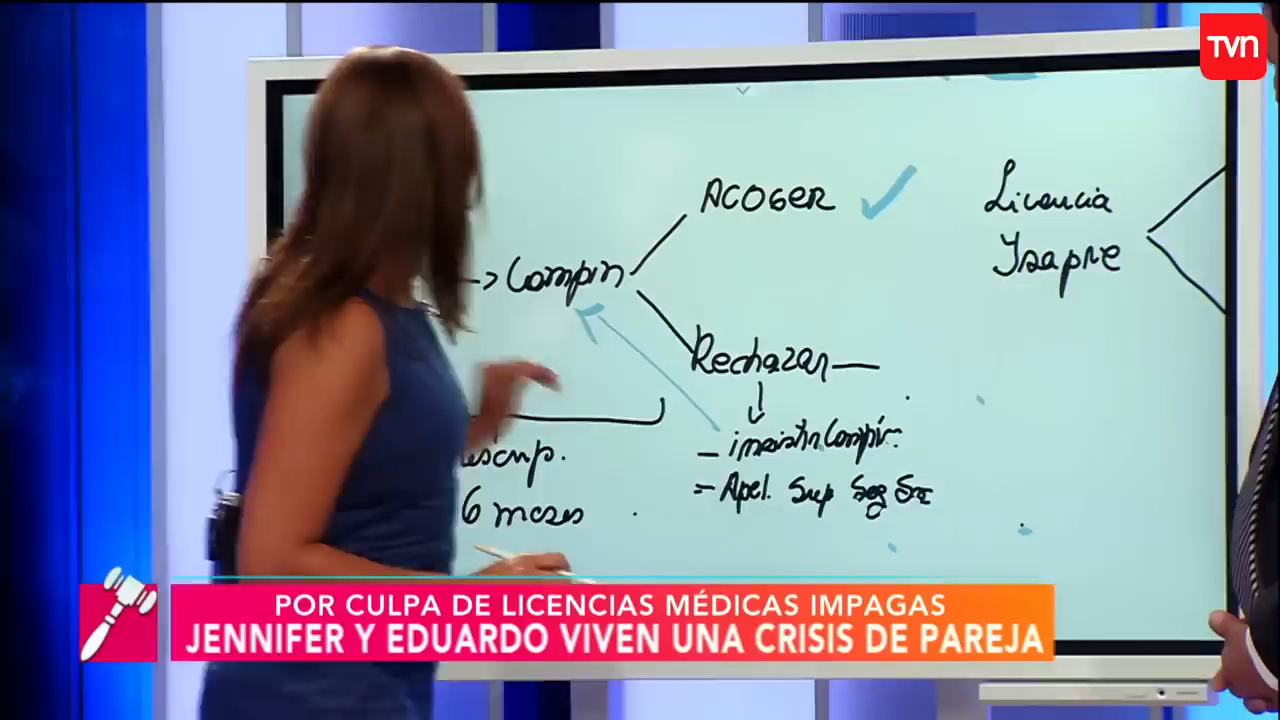 TVN
ACOGER
Licencia
Isapre
Compin
Rechazar
insistir Compin
6 meses
Apel. Sup Seg Soc
POR CULPA DE LICENCIAS MÉDICAS IMPAGAS
JENNIFER Y EDUARDO VIVEN UNA CRISIS DE PAREJA